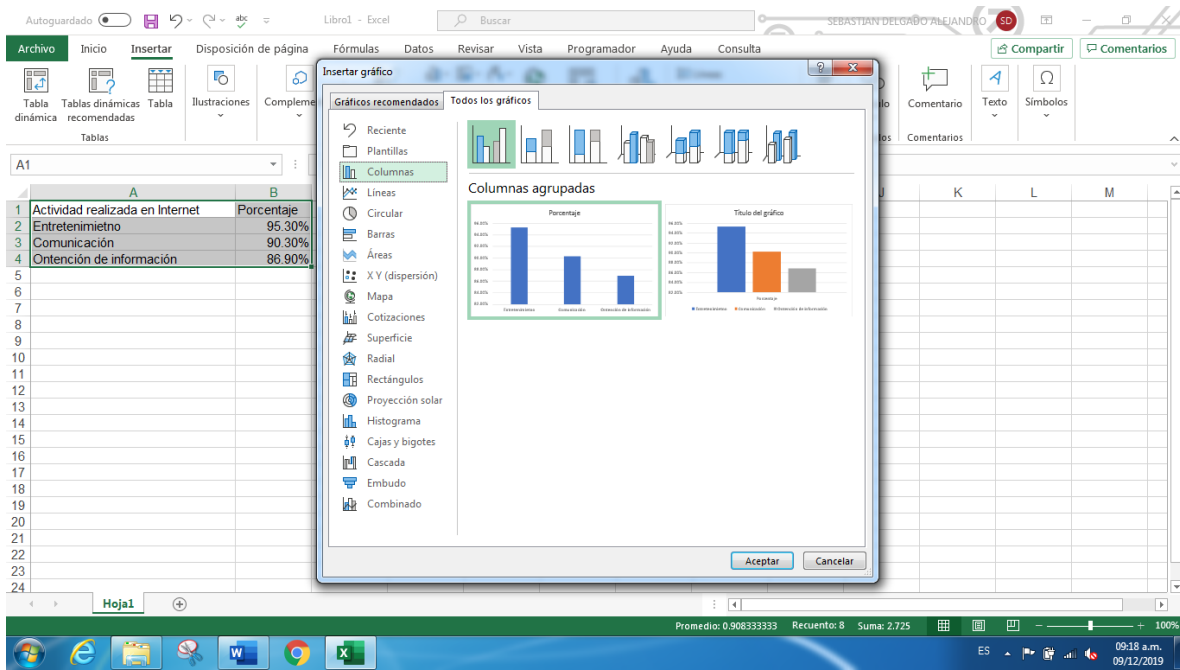 Autoguardado abc Libro1 - Excel Buscar SEBASTIAN DELGADO ALEJANDRO SD
Archivo Inicio Insertar Disposición de página Fórmulas Datos Revisar Vista Programador Ayuda Consulta Compartir Comentarios
Tabla dinámica
Tablas dinámicas recomendadas
Tabla
Ilustraciones
Compleme
Comentario
Texto
Ω
Símbolos
Tablas
Comentarios
A1
Insertar gráfico
Gráficos recomendados
Todos los gráficos
Reciente
Plantillas
Columnas
Líneas
Circular
Barras
Áreas
X Y (dispersión)
Mapa
Cotizaciones
Superficie
Radial
Rectángulos
Proyección solar
Histograma
Cajas y bigotes
Cascada
Embudo
Combinado
Columnas agrupadas
Porcentaje
Título del gráfico
Aceptar
Cancelar
A B K L M
1 Actividad realizada en Internet Porcentaje
2 Entretenimietno 95.30%
3 Comunicación 90.30%
4 Ontención de información 86.90%
5
6
7
8
9
10
11
12
13
14
15
16
17
18
19
20
21
22
23
24
Hoja1
Promedio: 0.908333333 Recuento: 8 Suma: 2.725 100%
ES
09:18 a.m.
09/12/2019